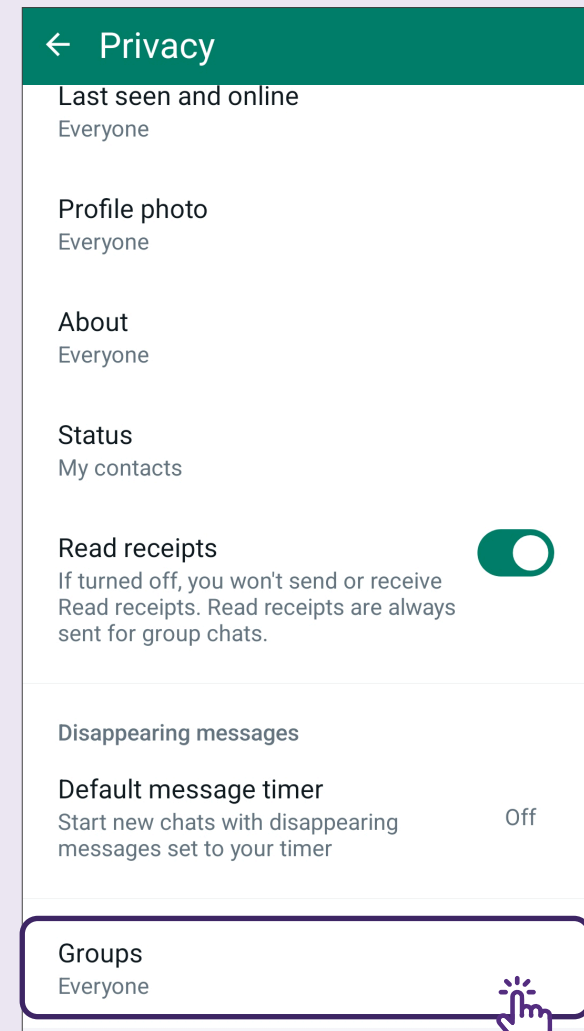 Privacy
Last seen and online
Everyone
Profile photo
Everyone
About
Everyone
Status
My contacts
Read receipts
If turned off, you won't send or receive
Read receipts. Read receipts are always
sent for group chats.
Disappearing messages
Default message timer
Start new chats with disappearing
messages set to your timer
Off
Groups
Everyone